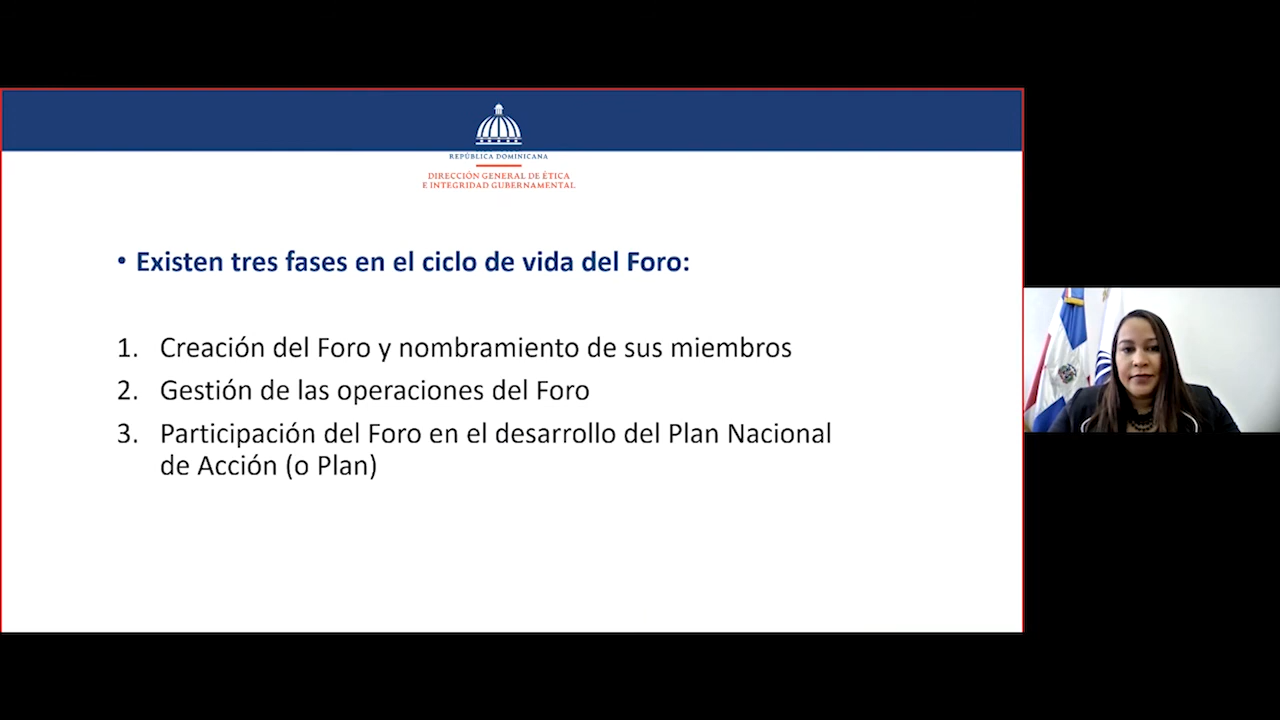 REPÚBLICA DOMINICANA
DIRECCIÓN GENERAL DE ÉTICA
E INTEGRIDAD GUBERNAMENTAL
• Existen tres fases en el ciclo de vida del Foro:
1. Creación del Foro y nombramiento de sus miembros
2. Gestión de las operaciones del Foro
3. Participación del Foro en el desarrollo del Plan Nacional
de Acción (o Plan)